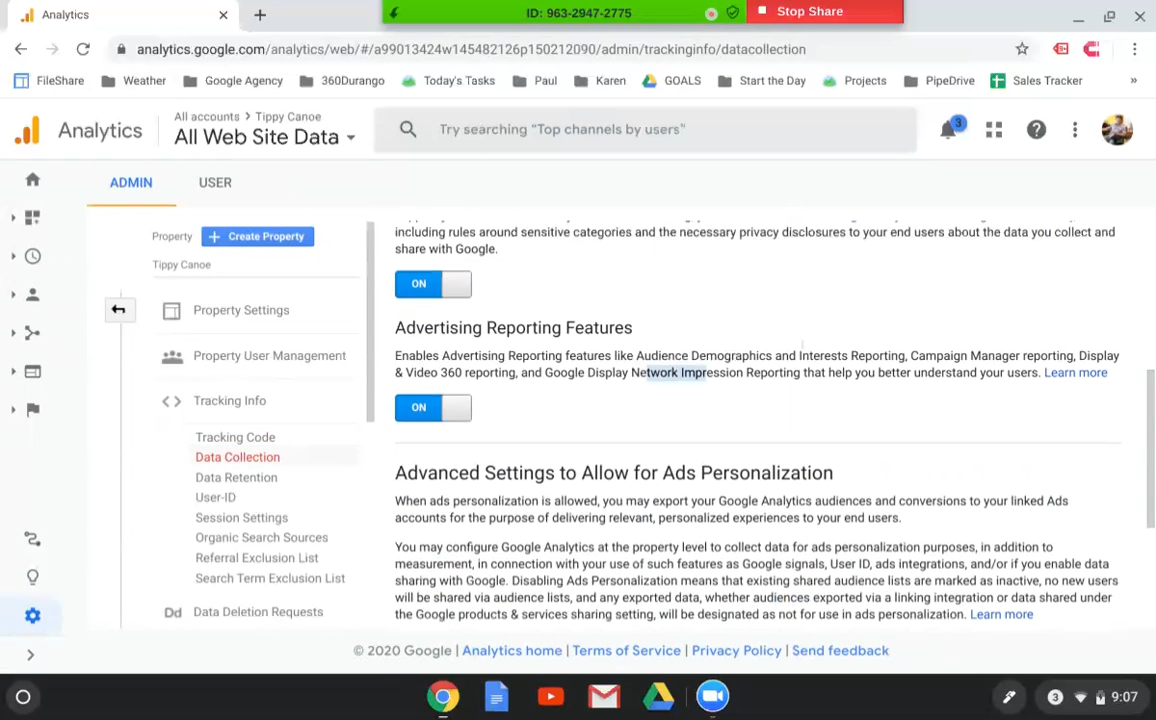 Analytics
ID: 963-2947-2775
Stop Share
analytics.google.com/analytics/web/#/a99013424w145482126p150212090/admin/trackinginfo/datacollection
FileShare
Weather
Google Agency
360Durango
Today's Tasks
Paul
Karen
GOALS
Start the Day
Projects
PipeDrive
Sales Tracker
»
Analytics
All accounts > Tippy Canoe
All Web Site Data
Try searching "Top channels by users"
3
ADMIN
USER
Property
+ Create Property
Tippy Canoe
Property Settings
Property User Management
Tracking Info
Tracking Code
Data Collection
Data Retention
User-ID
Session Settings
Organic Search Sources
Referral Exclusion List
Search Term Exclusion List
Dd Data Deletion Requests
including rules around sensitive categories and the necessary privacy disclosures to your end users about the data you collect and
share with Google.
ON
Advertising Reporting Features
Enables Advertising Reporting features like Audience Demographics and Interests Reporting, Campaign Manager reporting, Display
& Video 360 reporting, and Google Display Network Impression Reporting that help you better understand your users. Learn more
ON
Advanced Settings to Allow for Ads Personalization
When ads personalization is allowed, you may export your Google Analytics audiences and conversions to your linked Ads
accounts for the purpose of delivering relevant, personalized experiences to your end users.
You may configure Google Analytics at the property level to collect data for ads personalization purposes, in addition to
measurement, in connection with your use of such features as Google signals, User ID, ads integrations, and/or if you enable data
sharing with Google. Disabling Ads Personalization means that existing shared audience lists are marked as inactive, no new users
will be shared via audience lists, and any exported data, whether audiences exported via a linking integration or data shared under
the Google products & services sharing setting, will be designated as not for use in ads personalization. Learn more
© 2020 Google | Analytics home | Terms of Service | Privacy Policy | Send feedback
3
9:07